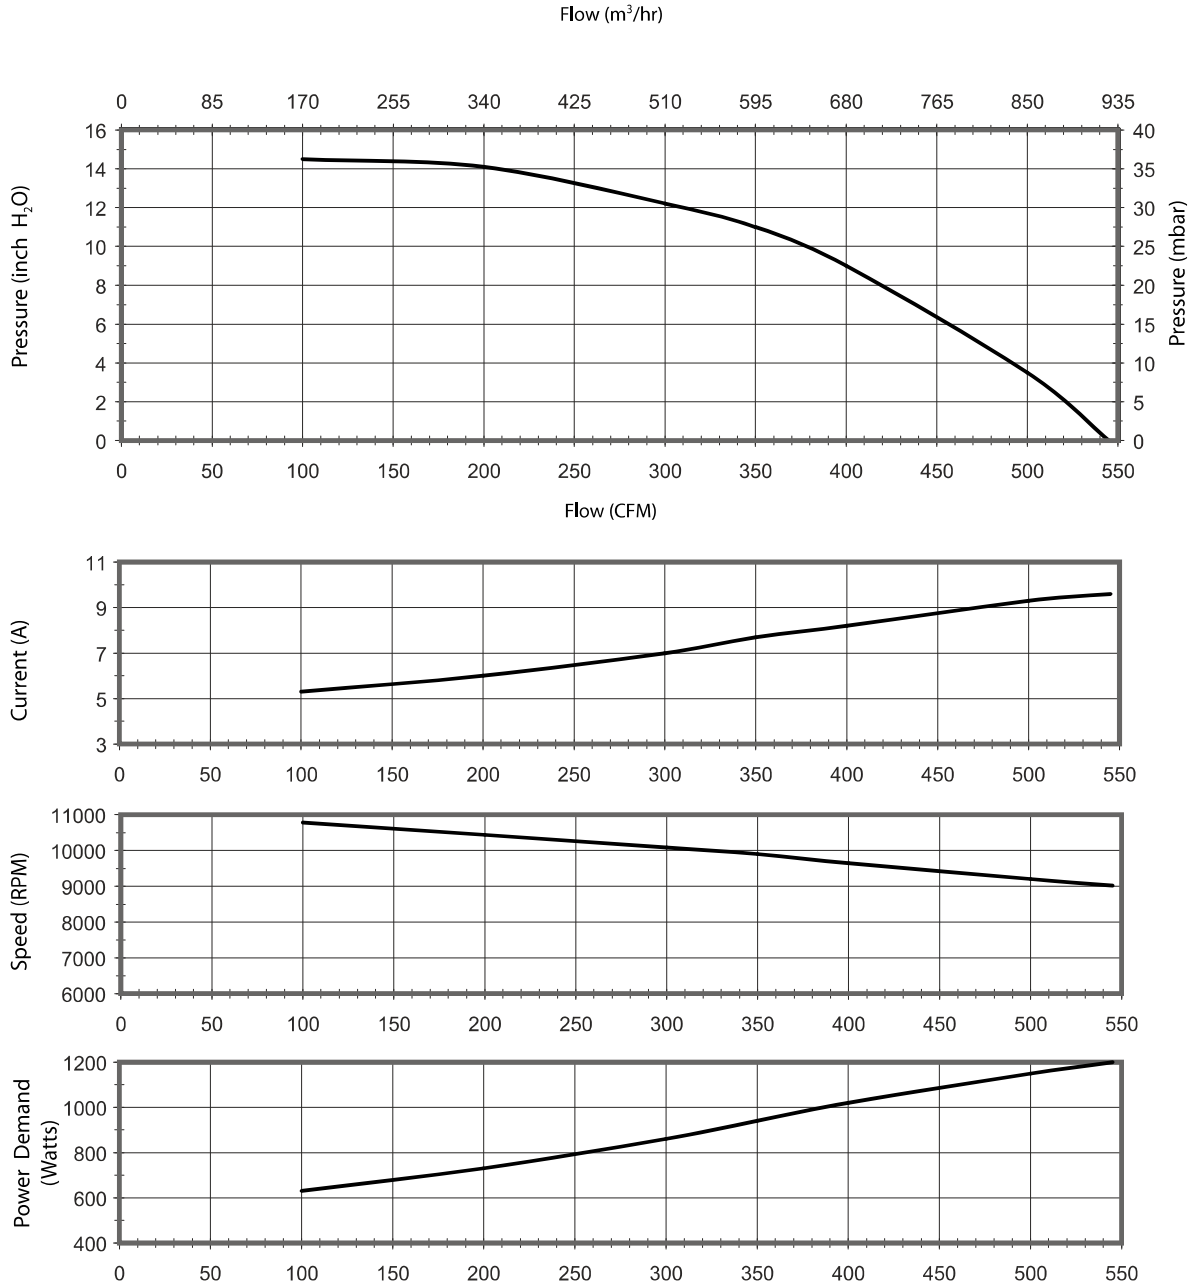 Flow (m³/hr)
0 85 170 255 340 425 510 595 680 765 850 935
Pressure (inch H₂O)
16
14
12
10
8
6
4
2
0
40
35
30
25
20
15
10
5
0
Pressure (mbar)
0 50 100 150 200 250 300 350 400 450 500 550
Flow (CFM)
Current (A)
11
9
7
5
3
0 50 100 150 200 250 300 350 400 450 500 550
Speed (RPM)
11000
10000
9000
8000
7000
6000
0 50 100 150 200 250 300 350 400 450 500 550
Power Demand
(Watts)
1200
1000
800
600
400
0 50 100 150 200 250 300 350 400 450 500 550